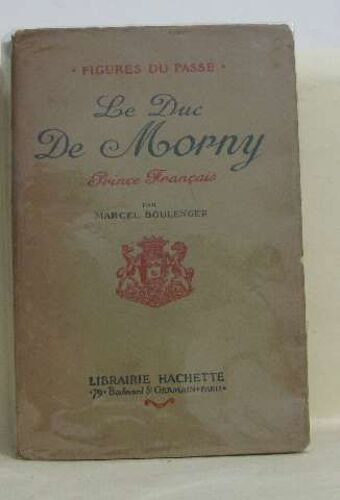 • FIGURES DU PASSÉ •
Le Duc
De Morny
Prince Français
PAR
MARCEL BOULENGER
LIBRAIRIE HACHETTE
•79• Boulevard St GERMAIN • PARIS•